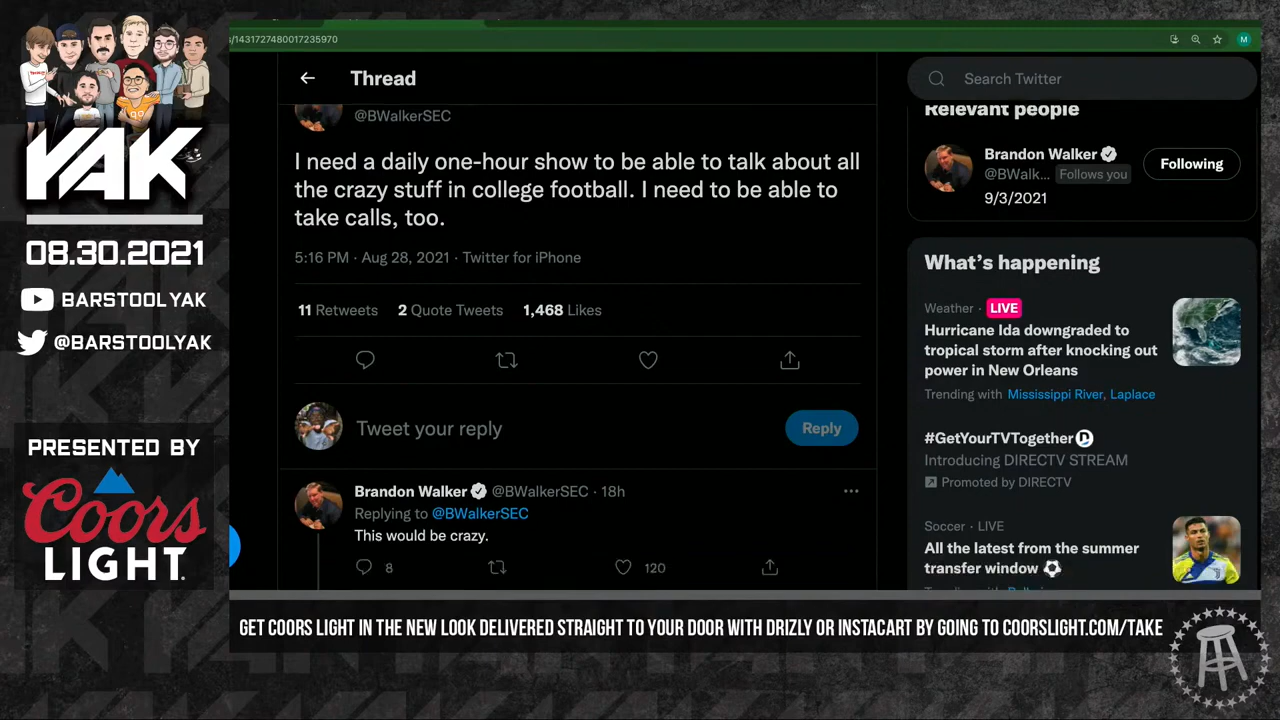 YAK
08.30.2021
BARSTOOL YAK
@BARSTOOLYAK
PRESENTED BY
Coors
LIGHT
/1431727480017235970
M
Thread
@BWalkerSEC
I need a daily one-hour show to be able to talk about all
the crazy stuff in college football. I need to be able to
take calls, too.
5:16 PM · Aug 28, 2021 · Twitter for iPhone
11 Retweets 2 Quote Tweets 1,468 Likes
Tweet your reply
Reply
Brandon Walker @BWalkerSEC · 18h
Replying to @BWalkerSEC
This would be crazy.
8
120
Search Twitter
Relevant people
Brandon Walker
@BWalk... Follows you
Following
9/3/2021
What's happening
Weather · LIVE
Hurricane Ida downgraded to
tropical storm after knocking out
power in New Orleans
Trending with Mississippi River, Laplace
#GetYourTVTogether
Introducing DIRECTV STREAM
Promoted by DIRECTV
Soccer · LIVE
All the latest from the summer
transfer window
GET COORS LIGHT IN THE NEW LOOK DELIVERED STRAIGHT TO YOUR DOOR WITH DRIZLY OR INSTACART BY GOING TO COORSLIGHT.COM/TAKE